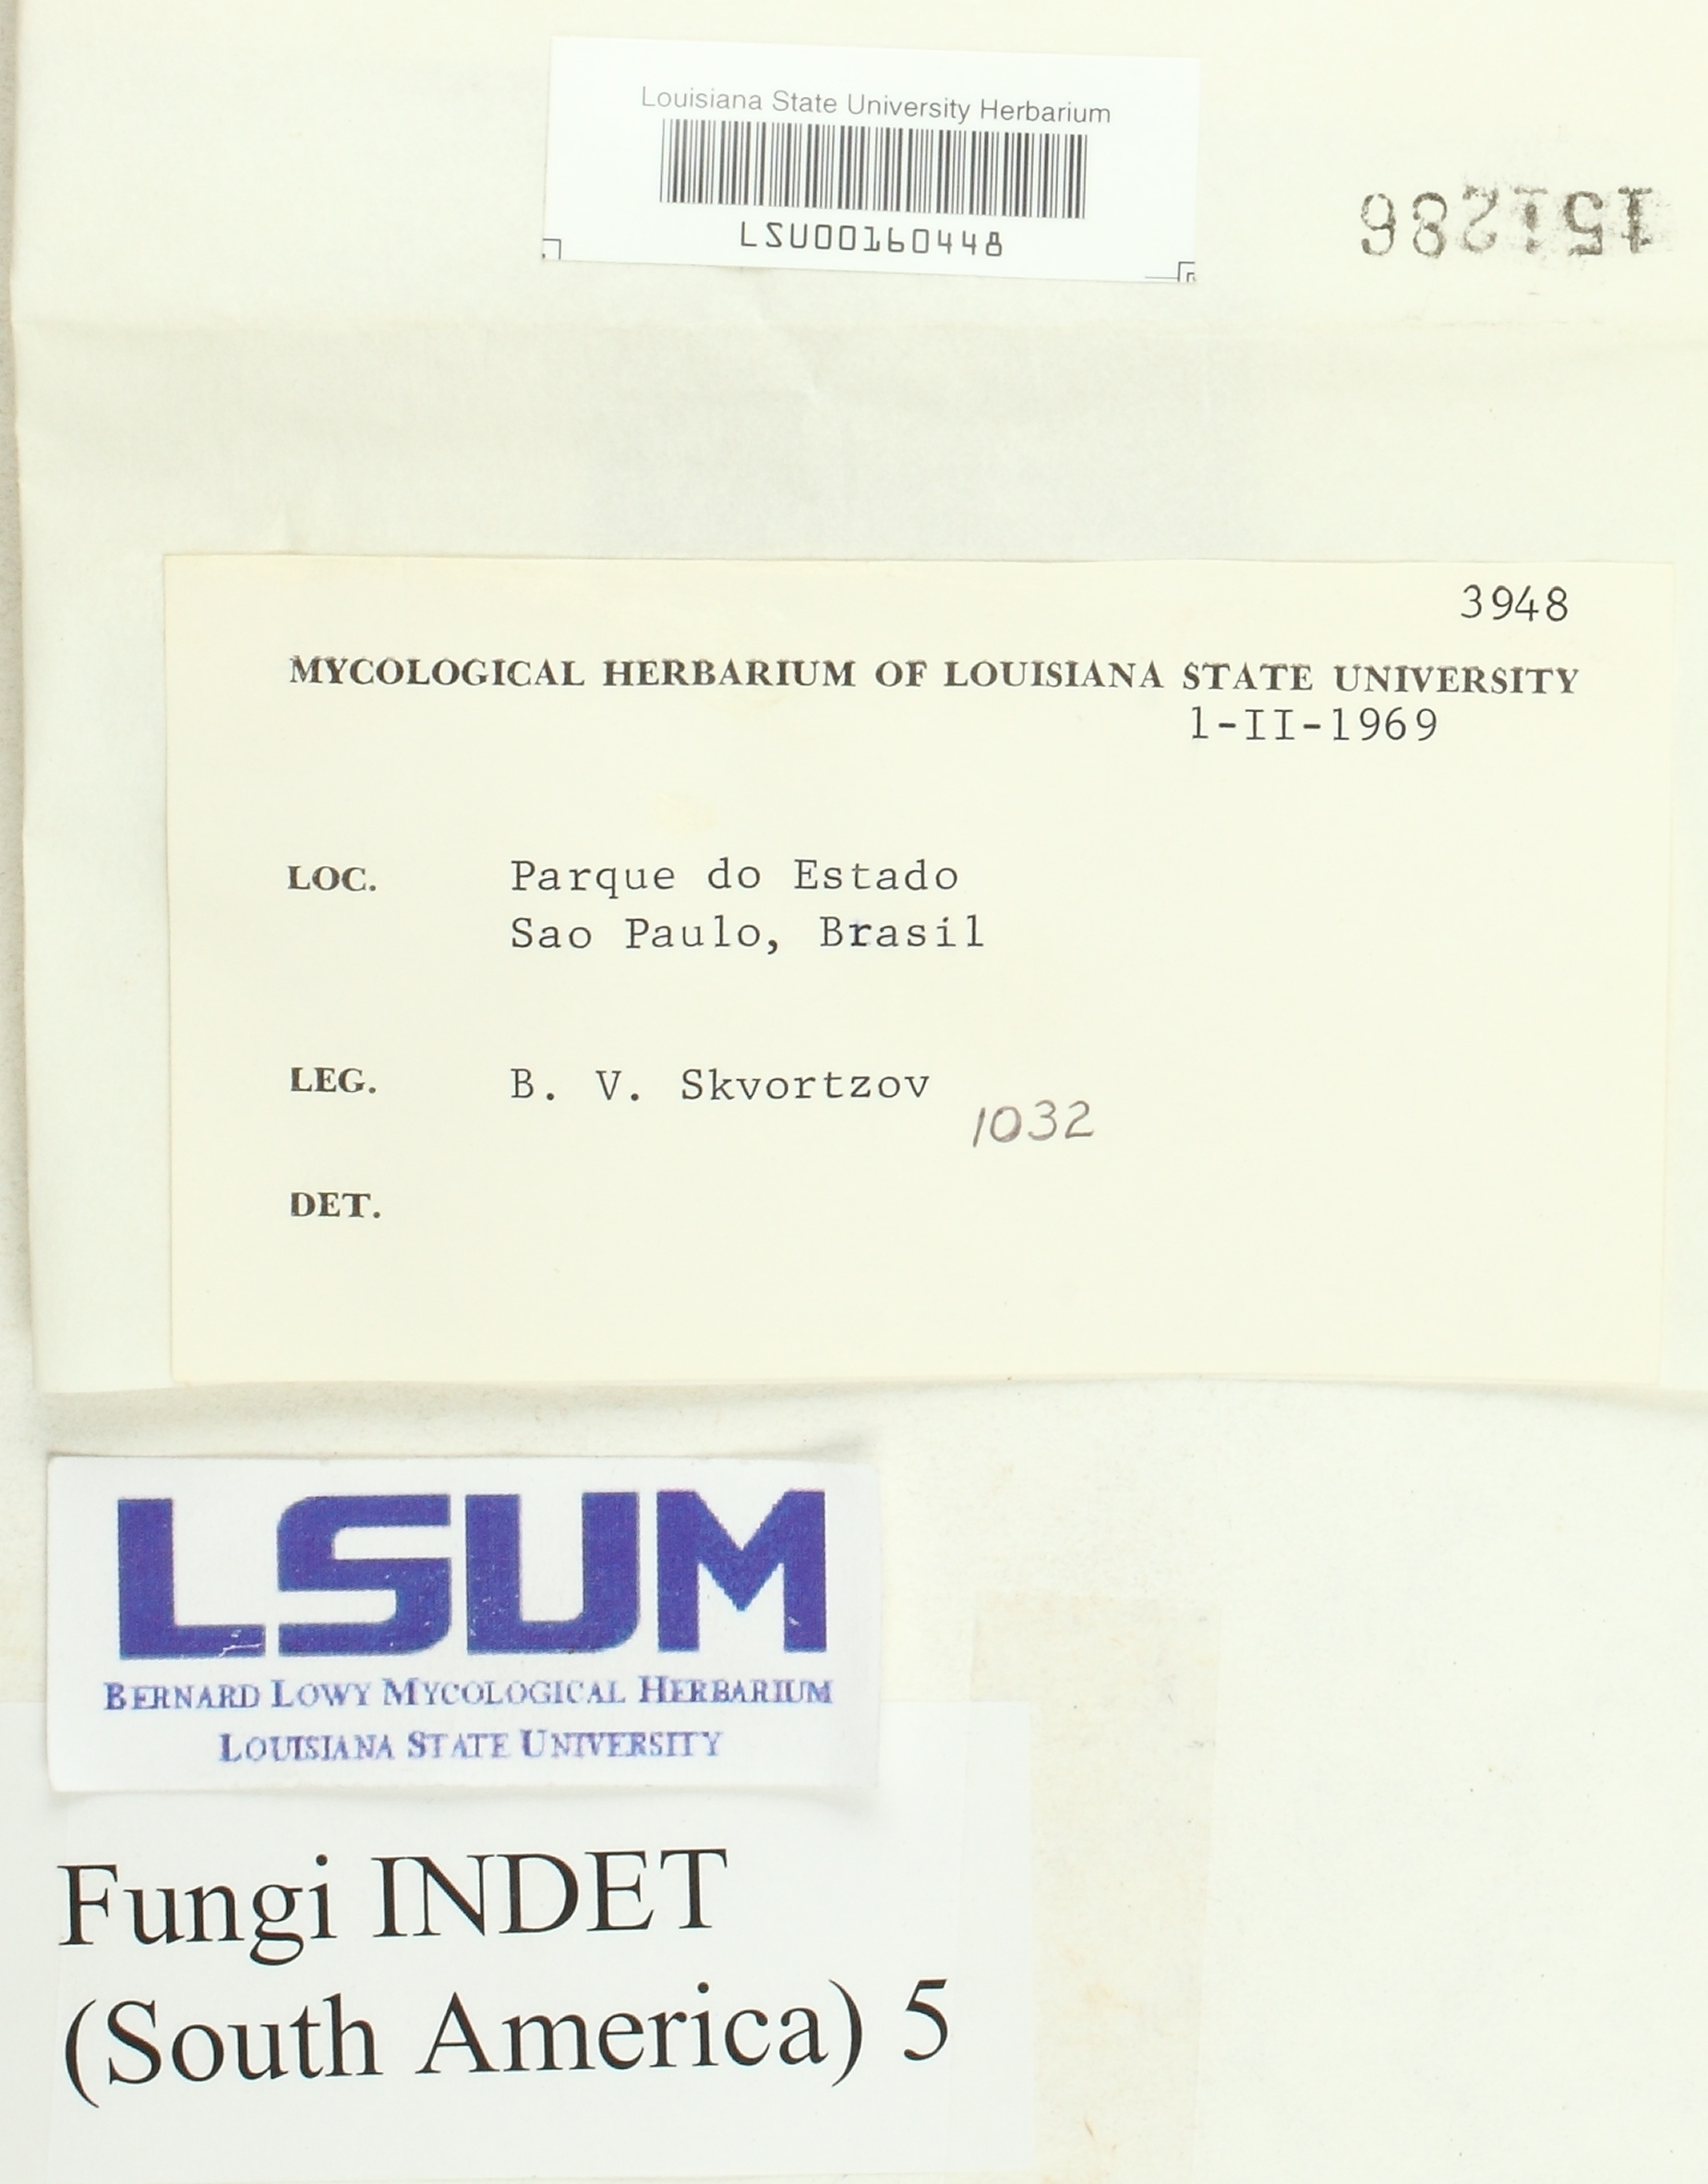 Louisiana State University Herbarium
LSU00160448
3948
MYCOLOGICAL HERBARIUM OF LOUISIANA STATE UNIVERSITY
1-II-1969
LOC. Parque do Estado
Sao Paulo, Brasil
LEG. B. V. Skvortzov
1032
DET.
LSUM
BERNARD LOWY MYCOLOGICAL HERBARIUM
LOUISIANA STATE UNIVERSITY
Fungi INDET
(South America) 5